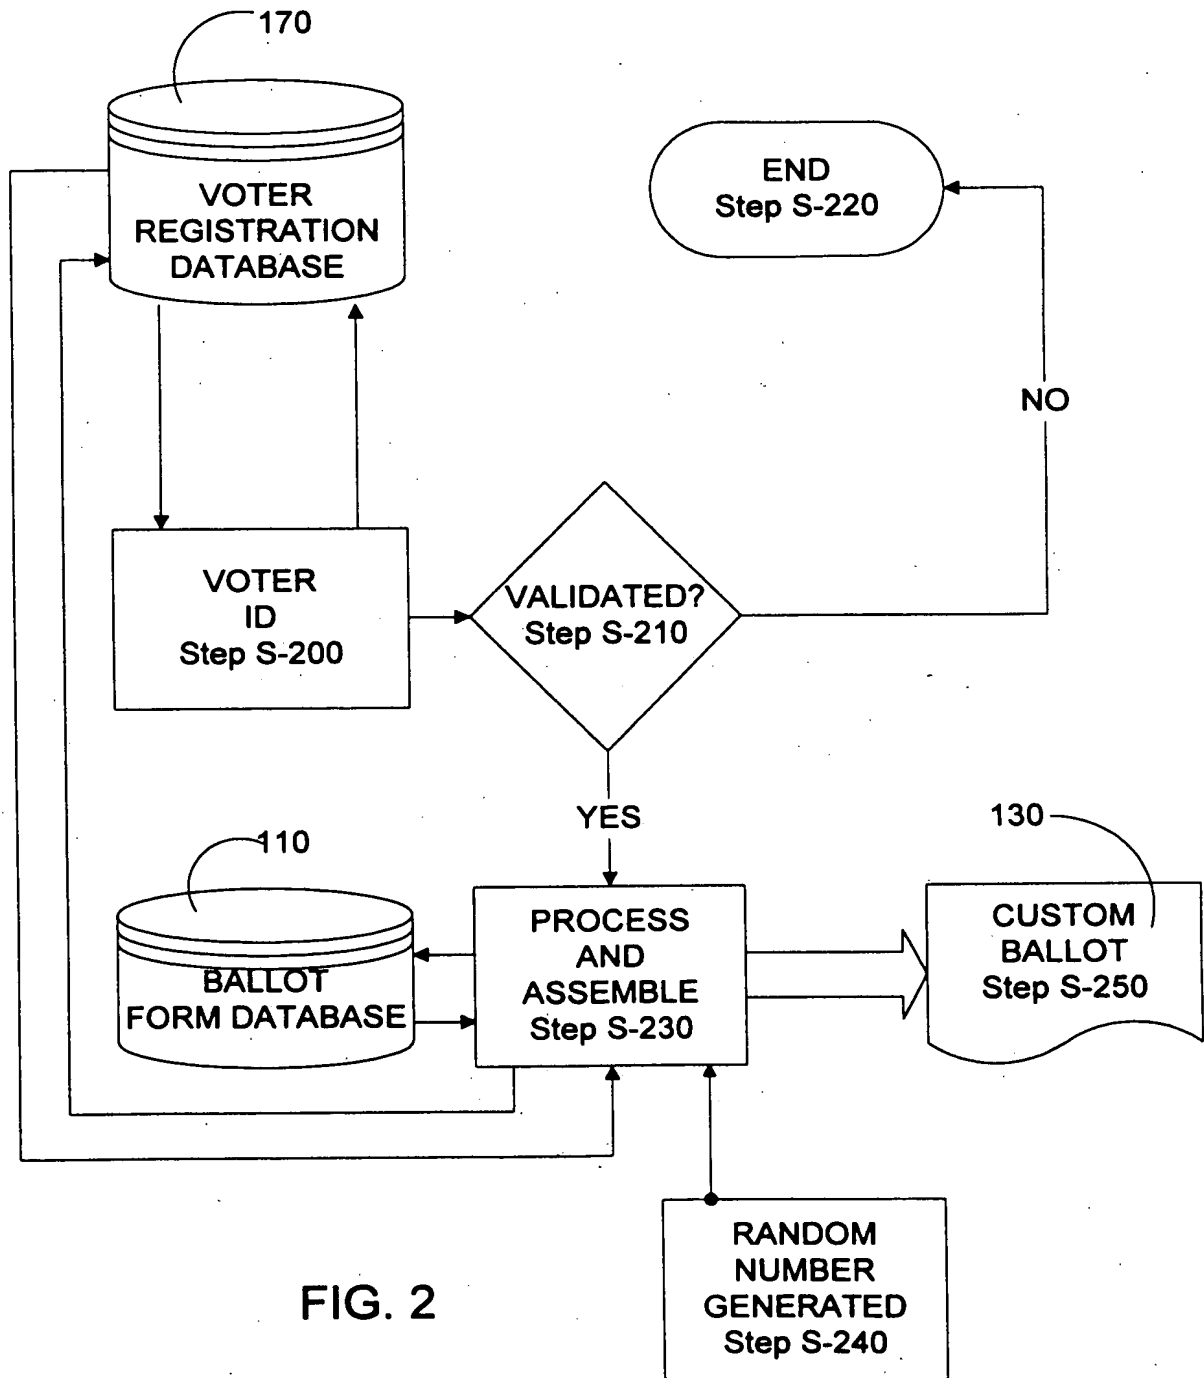 170
VOTER
REGISTRATION
DATABASE
END
Step S-220
NO
VOTER
ID
Step S-200
VALIDATED?
Step S-210
YES
110
BALLOT
FORM DATABASE
PROCESS
AND
ASSEMBLE
Step S-230
130
CUSTOM
BALLOT
Step S-250
RANDOM
NUMBER
GENERATED
Step S-240
FIG. 2